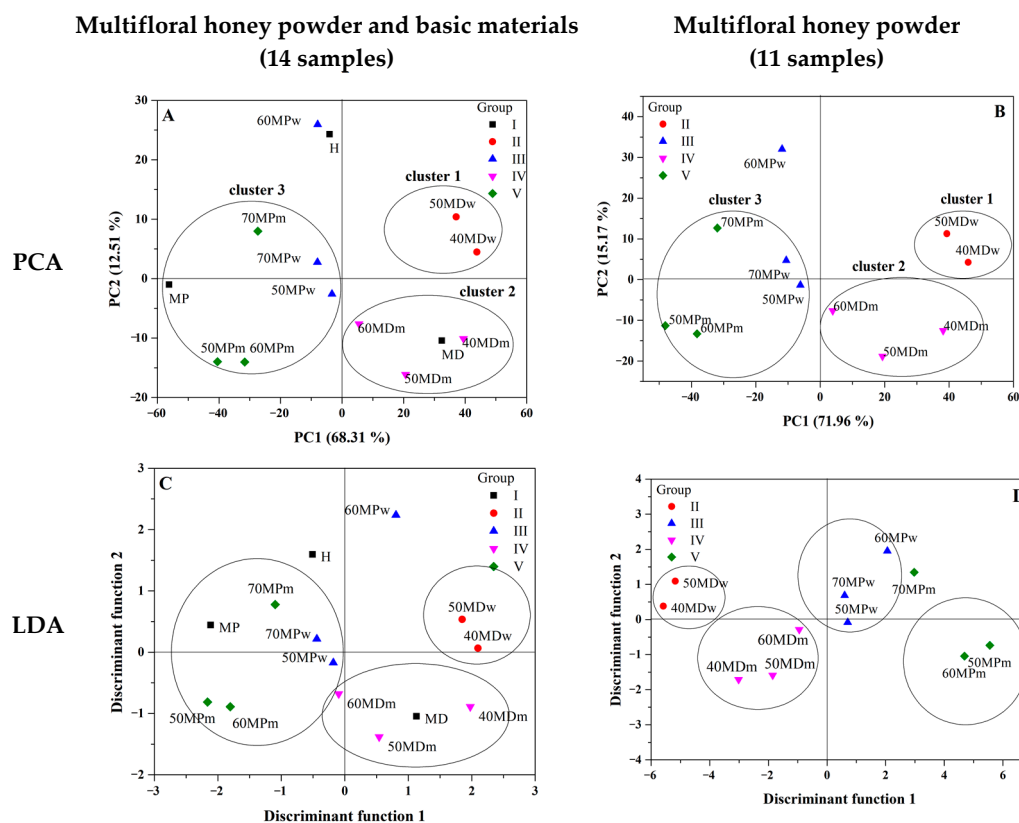 Multifloral honey powder and basic materials
(14 samples)
Multifloral honey powder
(11 samples)
PCA
LDA
A
Group
I
II
III
IV
V
60MPw
H
cluster 3
cluster 1
70MPm
50MDw
40MDw
70MPw
MP
50MPw
cluster 2
60MDm
40MDm
MD
50MPm
60MPm
50MDm
30
20
10
0
−10
−20
−60
−40
−20
0
20
40
60
PC2 (12.51 %)
PC1 (68.31 %)
B
Group
II
III
IV
V
60MPw
cluster 3
cluster 1
70MPm
50MDw
40MDw
70MPw
cluster 2
50MPw
60MDm
50MPm
60MPm
40MDm
50MDm
40
30
20
10
0
−10
−20
−40
−20
0
20
40
60
PC2 (15.17 %)
PC1 (71.96 %)
C
Group
I
II
III
IV
V
60MPw
H
70MPm
50MDw
MP
70MPw
40MDw
50MPw
60MDm
50MPm
60MPm
MD
40MDm
50MDm
3
2
1
0
−1
−2
−3
−2
−1
0
1
2
3
Discriminant function 2
Discriminant function 1
Group
II
III
IV
V
60MPw
50MDw
70MPw
70MPm
40MDw
50MPw
60MDm
50MPm
40MDm
50MDm
60MPm
4
3
2
1
0
−1
−2
−3
−4
−6
−4
−2
0
2
4
6
Discriminant function 2
Discriminant function 1